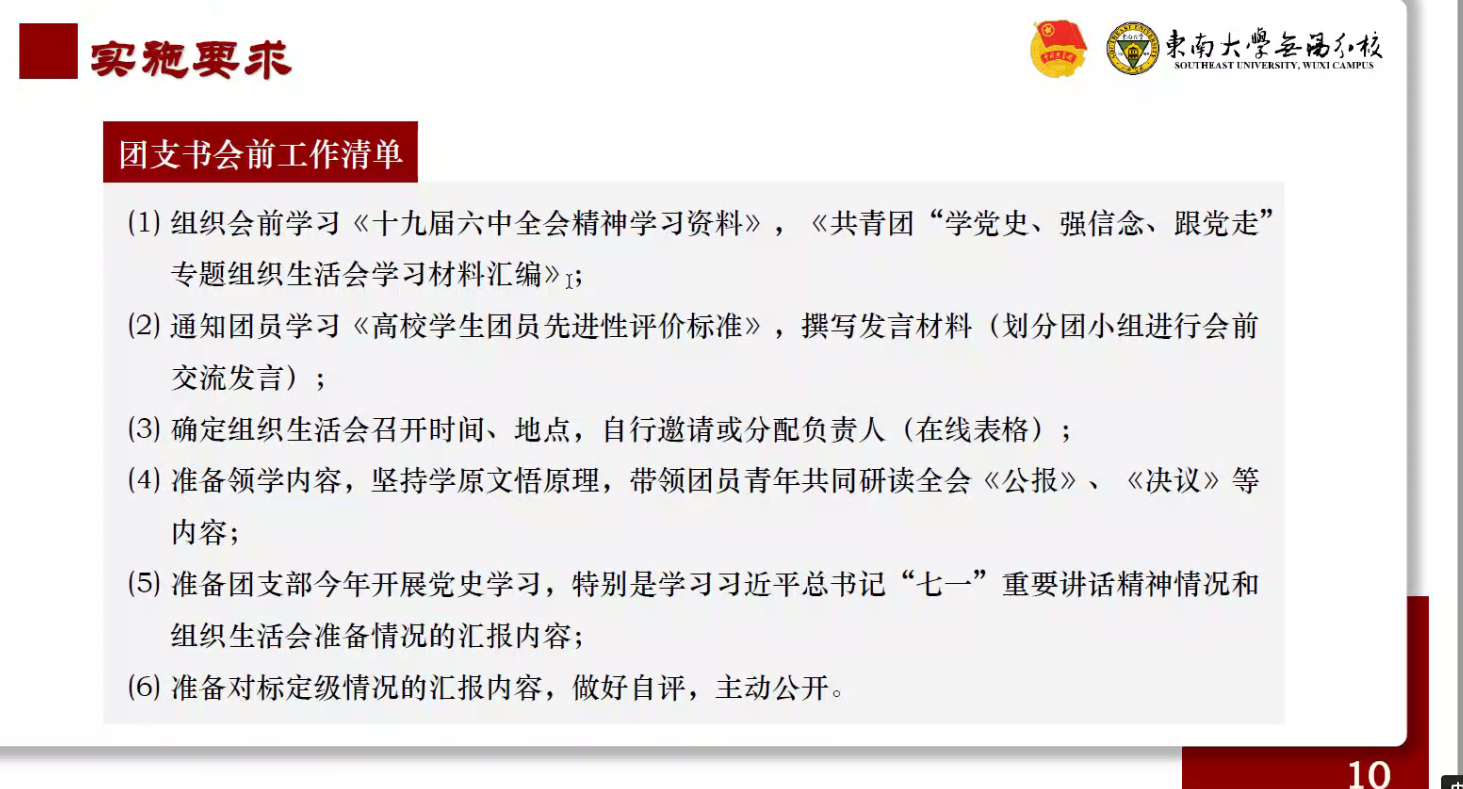 实施要求
東南大學无锡分校
SOUTHEAST UNIVERSITY, WUXI CAMPUS
团支书会前工作清单
(1) 组织会前学习《十九届六中全会精神学习资料》，《共青团“学党史、强信念、跟党走”
专题组织生活会学习材料汇编》；
(2) 通知团员学习《高校学生团员先进性评价标准》，撰写发言材料（划分团小组进行会前
交流发言）；
(3) 确定组织生活会召开时间、地点，自行邀请或分配负责人（在线表格）；
(4) 准备领学内容，坚持学原文悟原理，带领团员青年共同研读全会《公报》、《决议》等
内容；
(5) 准备团支部今年开展党史学习，特别是学习习近平总书记“七一”重要讲话精神情况和
组织生活会准备情况的汇报内容；
(6) 准备对标定级情况的汇报内容，做好自评，主动公开。
10